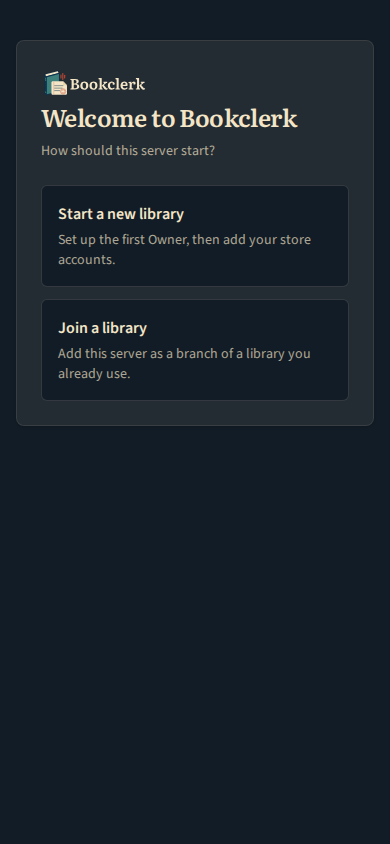 Bookclerk
Welcome to Bookclerk
How should this server start?
Start a new library
Set up the first Owner, then add your store
accounts.
Join a library
Add this server as a branch of a library you
already use.